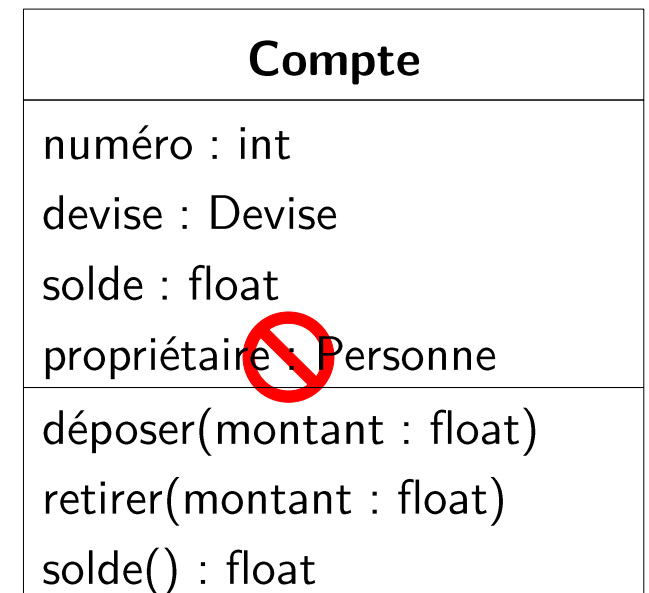 Compte
numéro : int
devise : Devise
solde : float
propriétaire : Personne
déposer(montant : float)
retirer(montant : float)
solde() : float